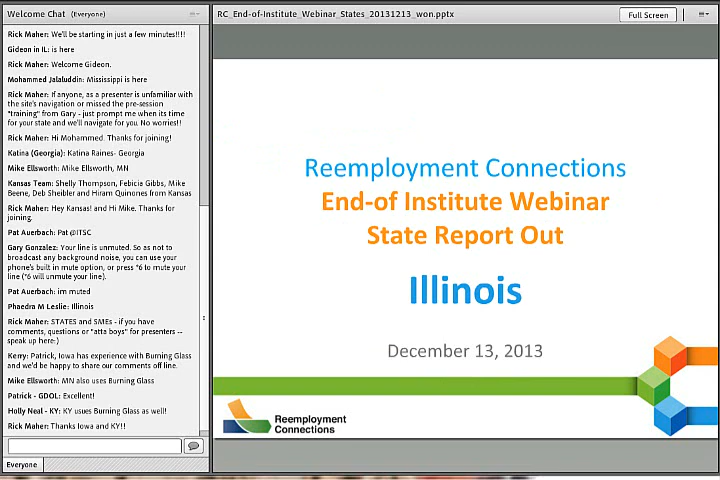 Welcome Chat (Everyone)
Rick Maher: We'll be starting in just a few minutes!!!!
Gideon in IL: is here
Rick Maher: Welcome Gideon.
Mohammed Jalaluddin: Mississippi is here
Rick Maher: If anyone, as a presenter is unfamiliar with
the site's navigation or missed the pre-session
"training" from Gary - just prompt me when its time
for your state and we'll navigate for you. No worries!!
Rick Maher: Hi Mohammed. Thanks for joining!
Katina (Georgia): Katina Raines- Georgia
Mike Ellsworth: Mike Ellsworth, MN
Kansas Team: Shelly Thompson, Febicia Gibbs, Mike
Beene, Deb Sheibler and Hiram Quinones from Kansas
Rick Maher: Hey Kansas! and Hi Mike. Thanks for
joining.
Pat Auerbach: Pat @ITSC
Gary Gonzalez: Your line is unmuted. So as not to
broadcast any background noise, you can use your
phone's built in mute option, or press *6 to mute your
line (*6 will unmute your line).
Pat Auerbach: im muted
Phaedra M Leslie: Illinois
Rick Maher: STATES and SMEs - if you have
comments, questions or "atta boys" for presenters --
speak up here:)
Kerry: Patrick, Iowa has experience with Burning Glass
and we'd be happy to share our comments off line.
Mike Ellsworth: MN also uses Burning Glass
Patrick - GDOL: Excellent!
Holly Neal - KY: KY usues Burning Glass as well!
Rick Maher: Thanks Iowa and KY!!
Everyone
RC_End-of-Institute_Webinar_States_20131213_won.pptx
Full Screen
Reemployment Connections
End-of Institute Webinar
State Report Out
Illinois
December 13, 2013
Reemployment
Connections